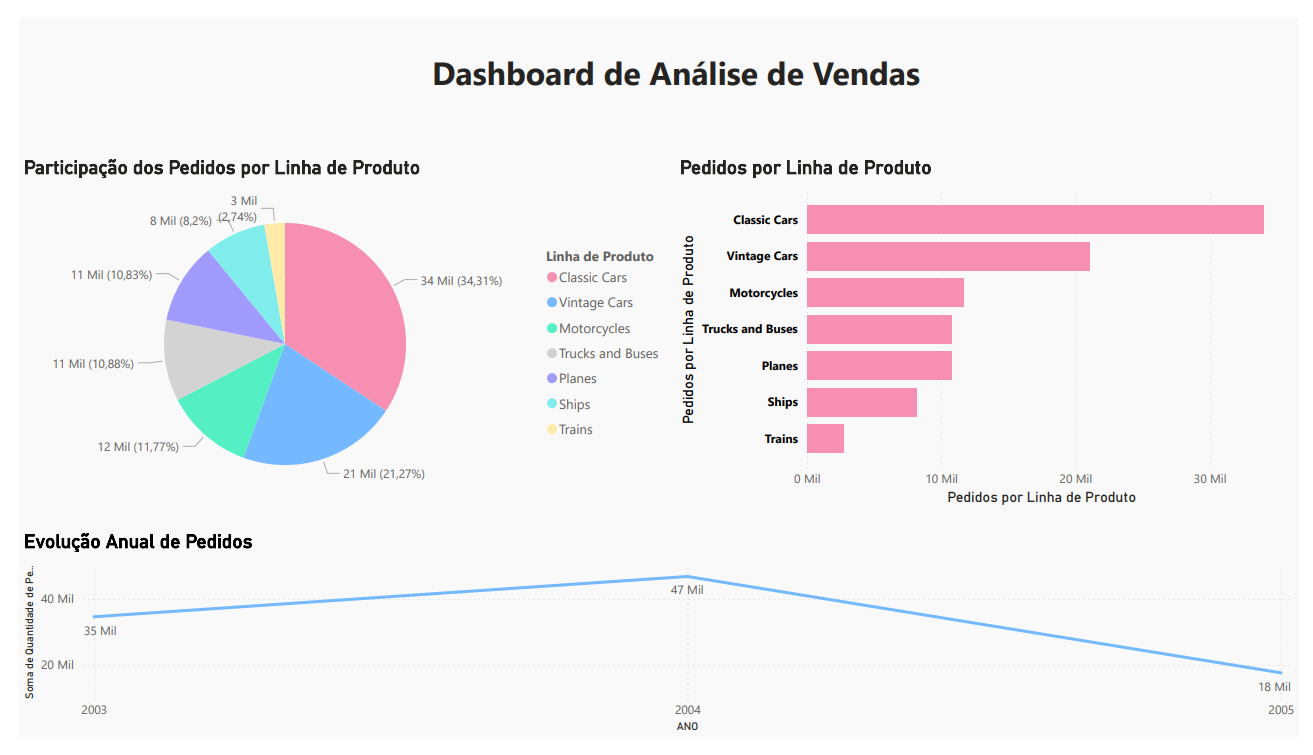 Dashboard de Análise de Vendas
Participação dos Pedidos por Linha de Produto
3 Mil
(2,74%)
8 Mil (8,2%)
11 Mil (10,83%)
34 Mil (34,31%)
11 Mil (10,88%)
12 Mil (11,77%)
21 Mil (21,27%)
Linha de Produto
Classic Cars
Vintage Cars
Motorcycles
Trucks and Buses
Planes
Ships
Trains
Pedidos por Linha de Produto
Pedidos por Linha de Produto
Classic Cars
Vintage Cars
Motorcycles
Trucks and Buses
Planes
Ships
Trains
0 Mil
10 Mil
20 Mil
30 Mil
Pedidos por Linha de Produto
Evolução Anual de Pedidos
Soma de Quantidade de Pe...
40 Mil
20 Mil
35 Mil
47 Mil
18 Mil
2003
2004
2005
ANO